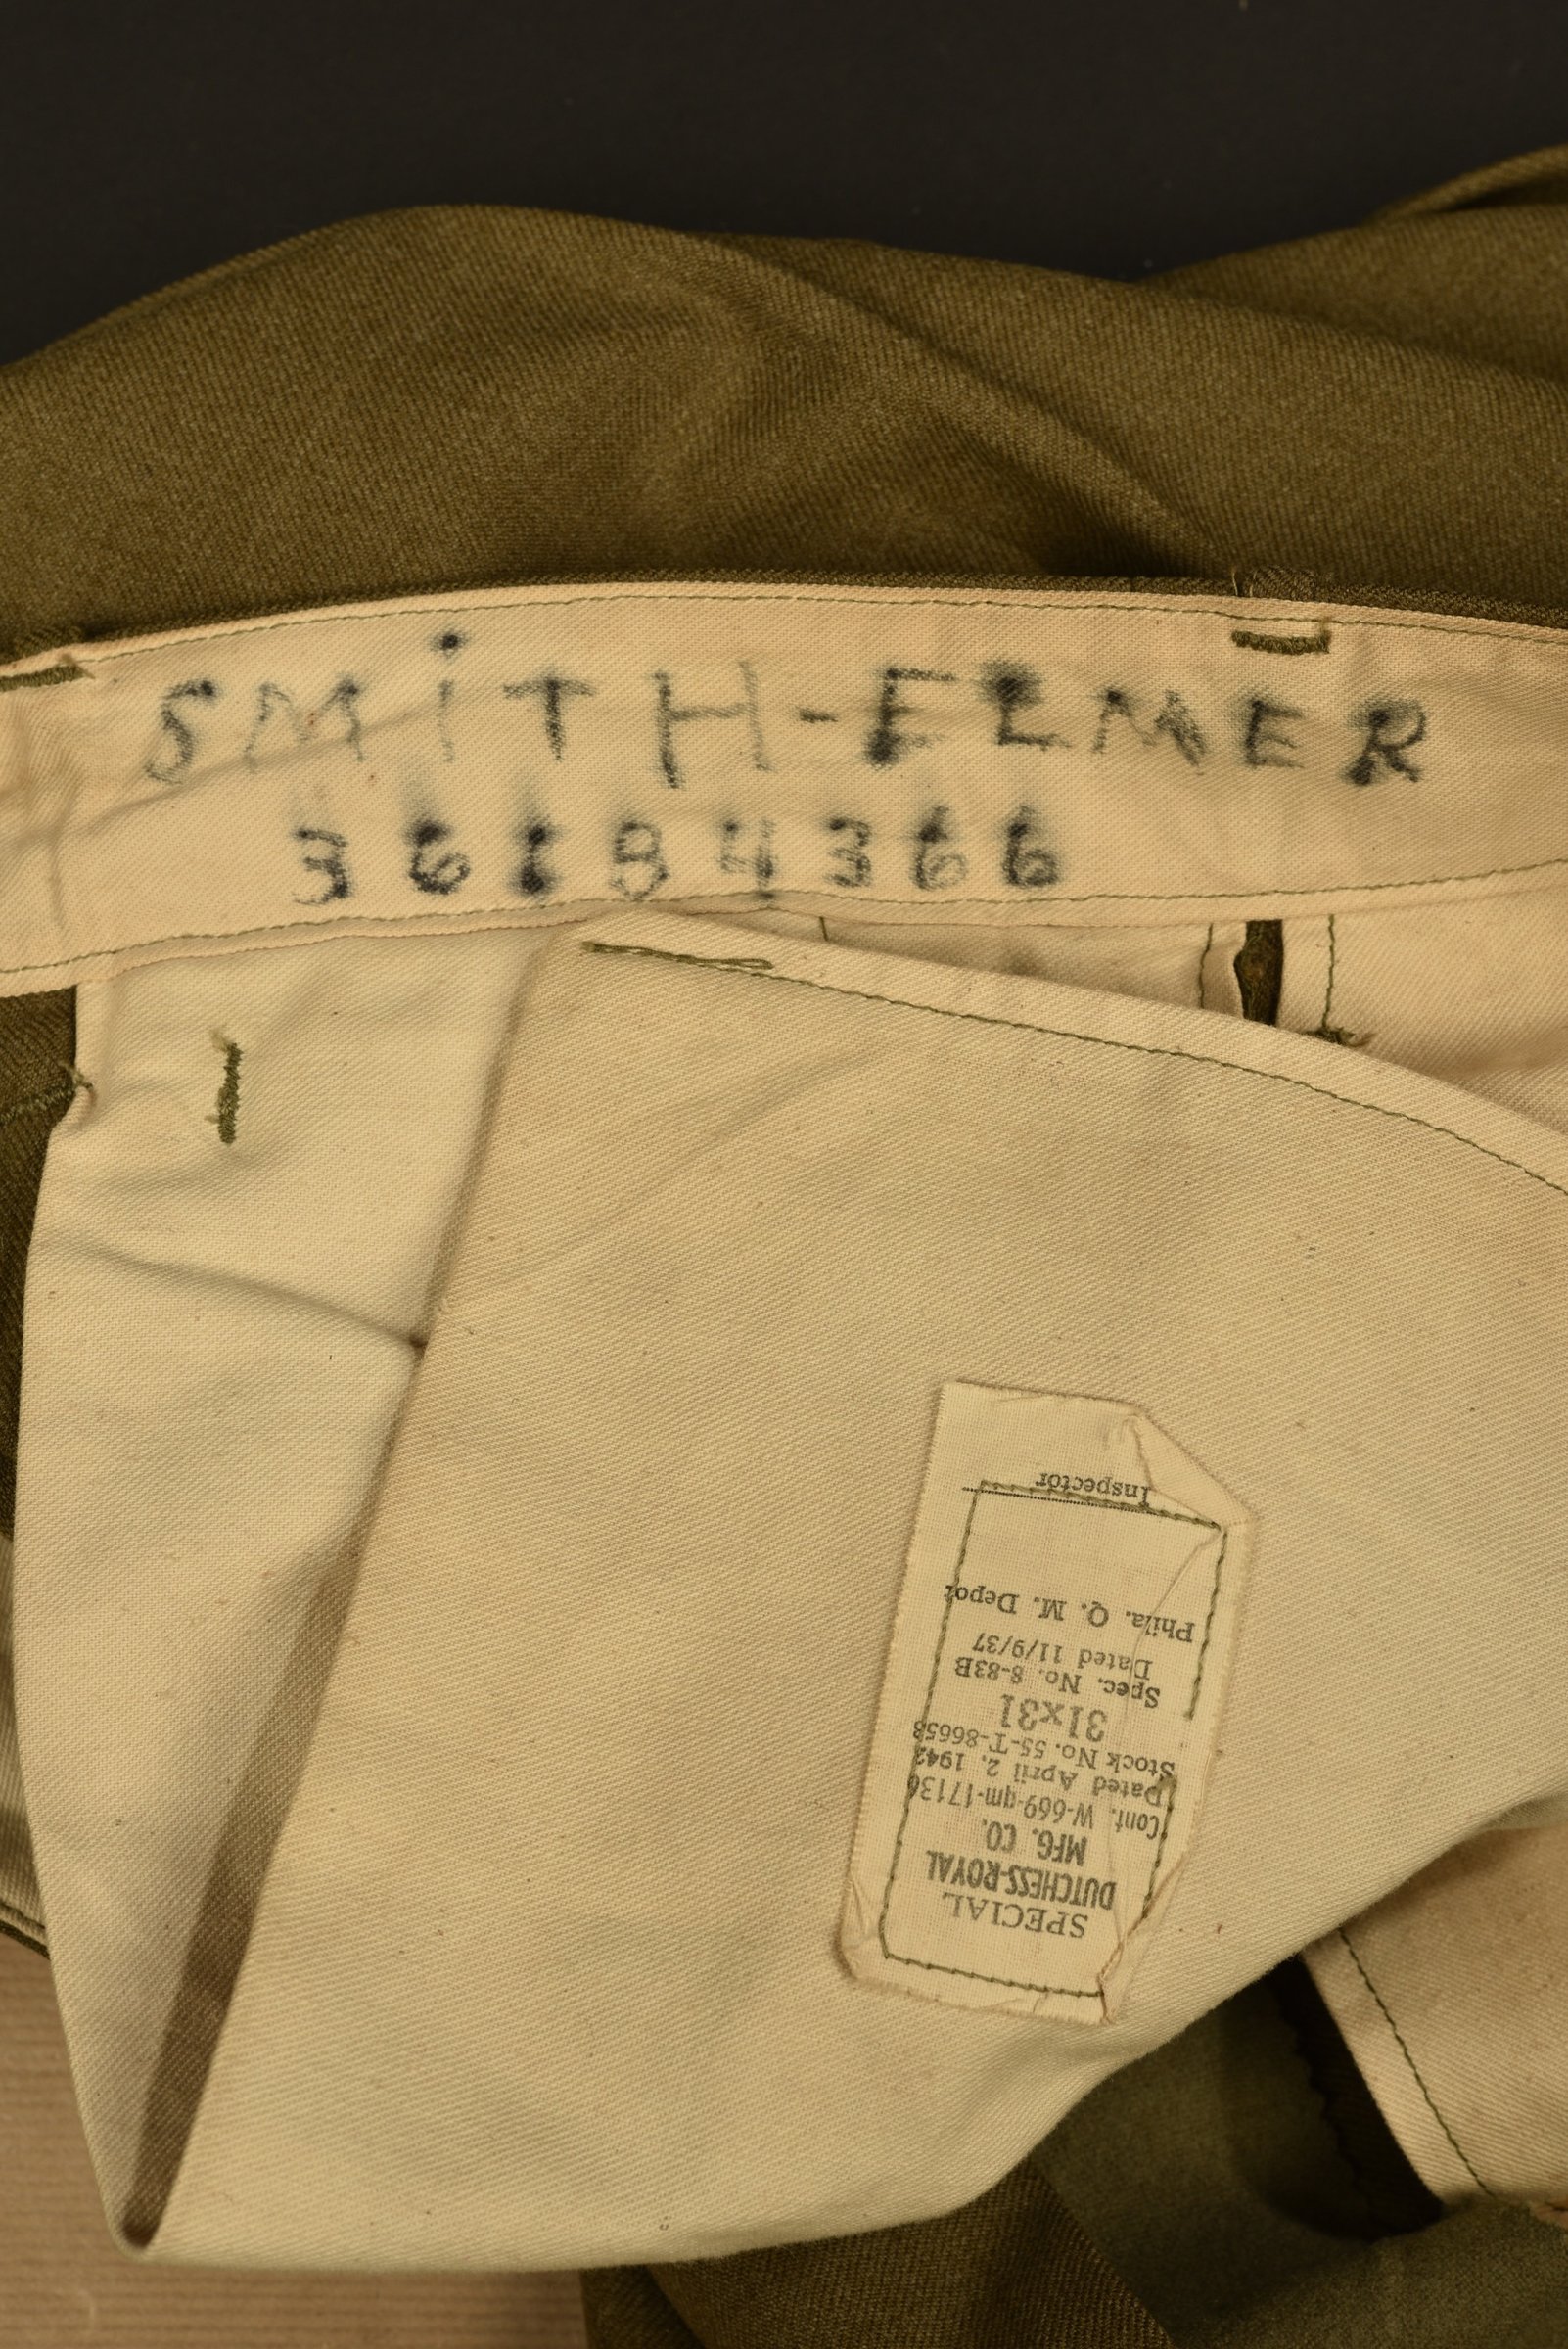 SMiTH-ELMER
36184366
SPECIAL
DUTCHESS-ROYAL
MFG. CO.
Cont. W-669-qm-17136
Dated April 2, 1942
Stock No. 55-T-86658
31x31
Spec. No. 8-83B
Dated 11/9/37
Phila. Q. M. Depot
Inspector